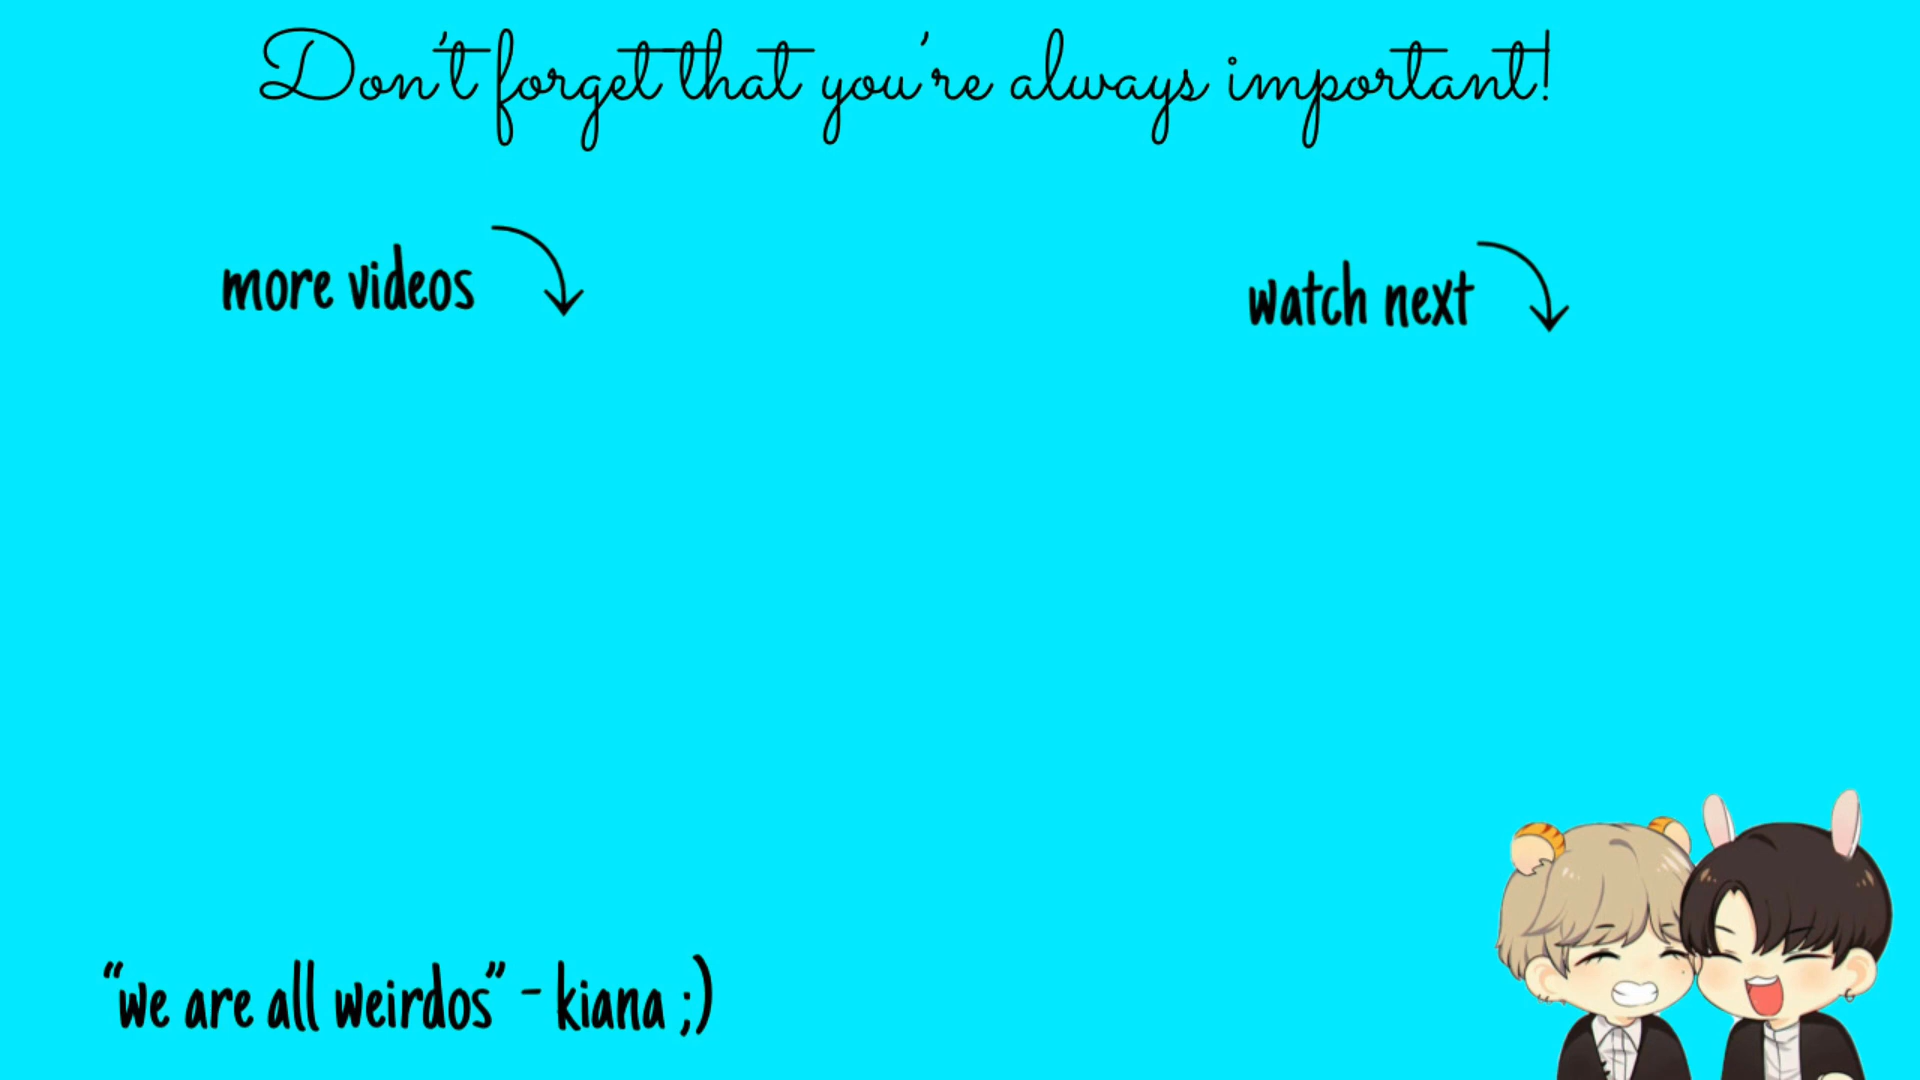 Don't forget that you're always important!
more videos
watch next
“we are all weirdos” - kiana ;)